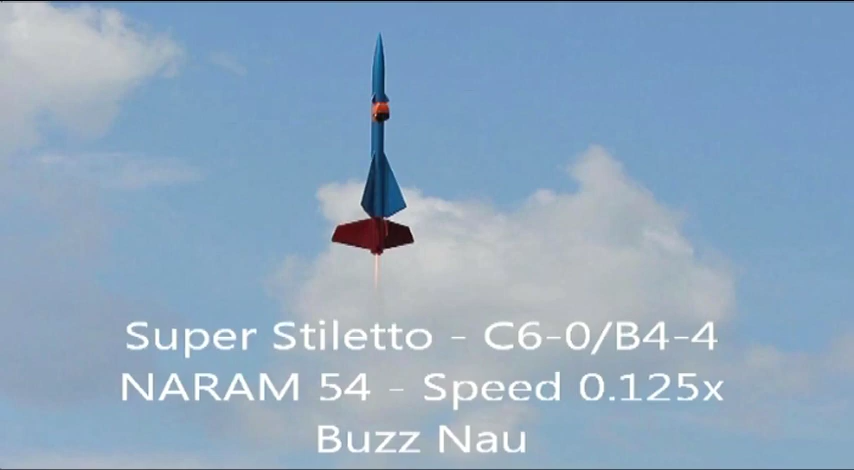 Super Stiletto - C6-0/B4-4
NARAM 54 - Speed 0.125x
Buzz Nau